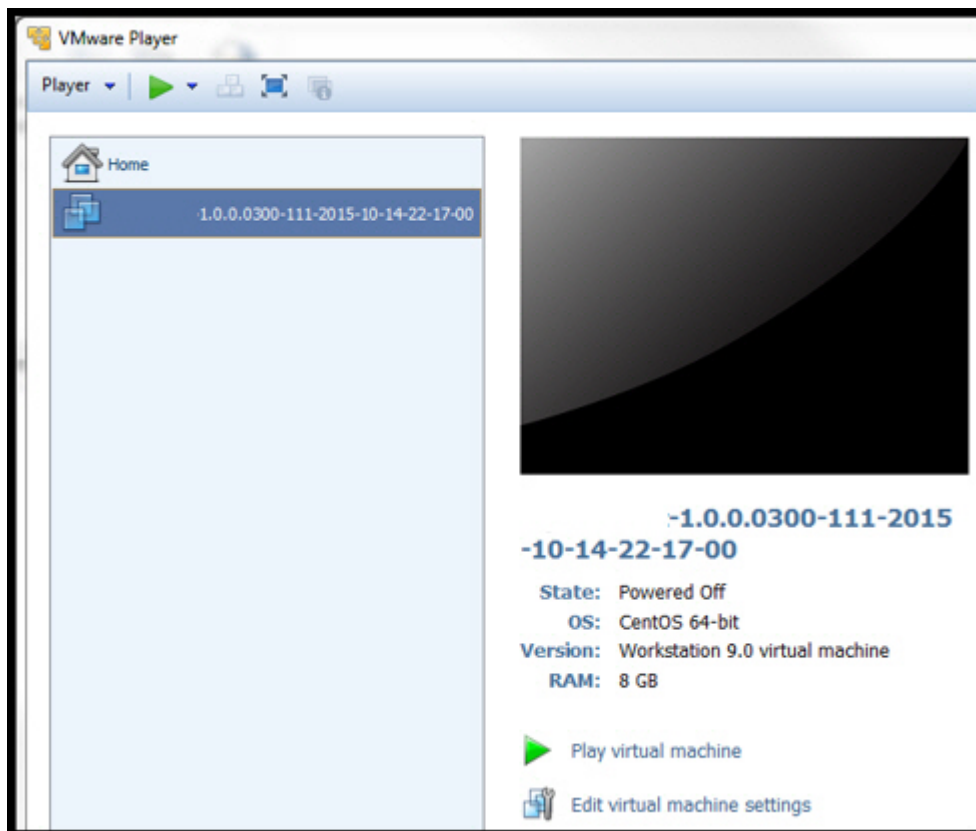 VMware Player
Player
Home
-1.0.0.0300-111-2015-10-14-22-17-00
-1.0.0.0300-111-2015
-10-14-22-17-00
State: Powered Off
OS: CentOS 64-bit
Version: Workstation 9.0 virtual machine
RAM: 8 GB
Play virtual machine
Edit virtual machine settings